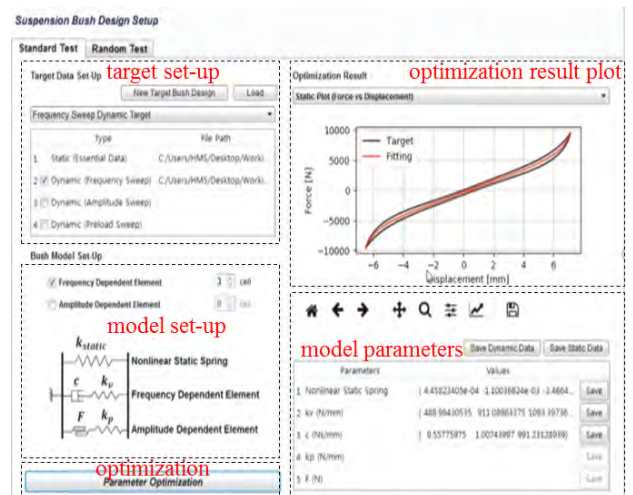 Suspension Bush Design Setup
Standard Test Random Test
Target Data Set Up target set-up
New Target Bush Design Load
Frequency Sweep Dynamic Target
Type File Path
1 Static (Essential Data) C:/Users/HMS/Desktop/Worki...
2 Dynamic (Frequency Sweep) C:/Users/HMS/Desktop/Worki...
3 Dynamic (Amplitude Sweep)
4 Dynamic (Preload Sweep)
Bush Model Set Up
Frequency Dependent Element 3 cell
Amplitude Dependent Element 0 cell
model set-up
k static
Nonlinear Static Spring
c k v
Frequency Dependent Element
F k p
Amplitude Dependent Element
optimization
Parameter Optimization
Optimization Result optimization result plot
Static Plot (Force vs Displacement)
Force [N]
10000
5000
0
−5000
−10000
Target
Fitting
−6 −4 −2 0 2 4 6
Displacement [mm]
model parameters
Save Dynamic Data Save Static Data
Parameters Values
1 Nonlinear Static Spring [ 4.45823405e-04 -1.10036624e-03 -3.4664... Save
2 kv (N/mm) [ 488.98430535 911.08963375 1093.39736... Save
3 c (Ns/mm) [ 9.55775975 1.00743997 991.23128939] Save
4 kp (N/mm) Save
5 F (N) Save